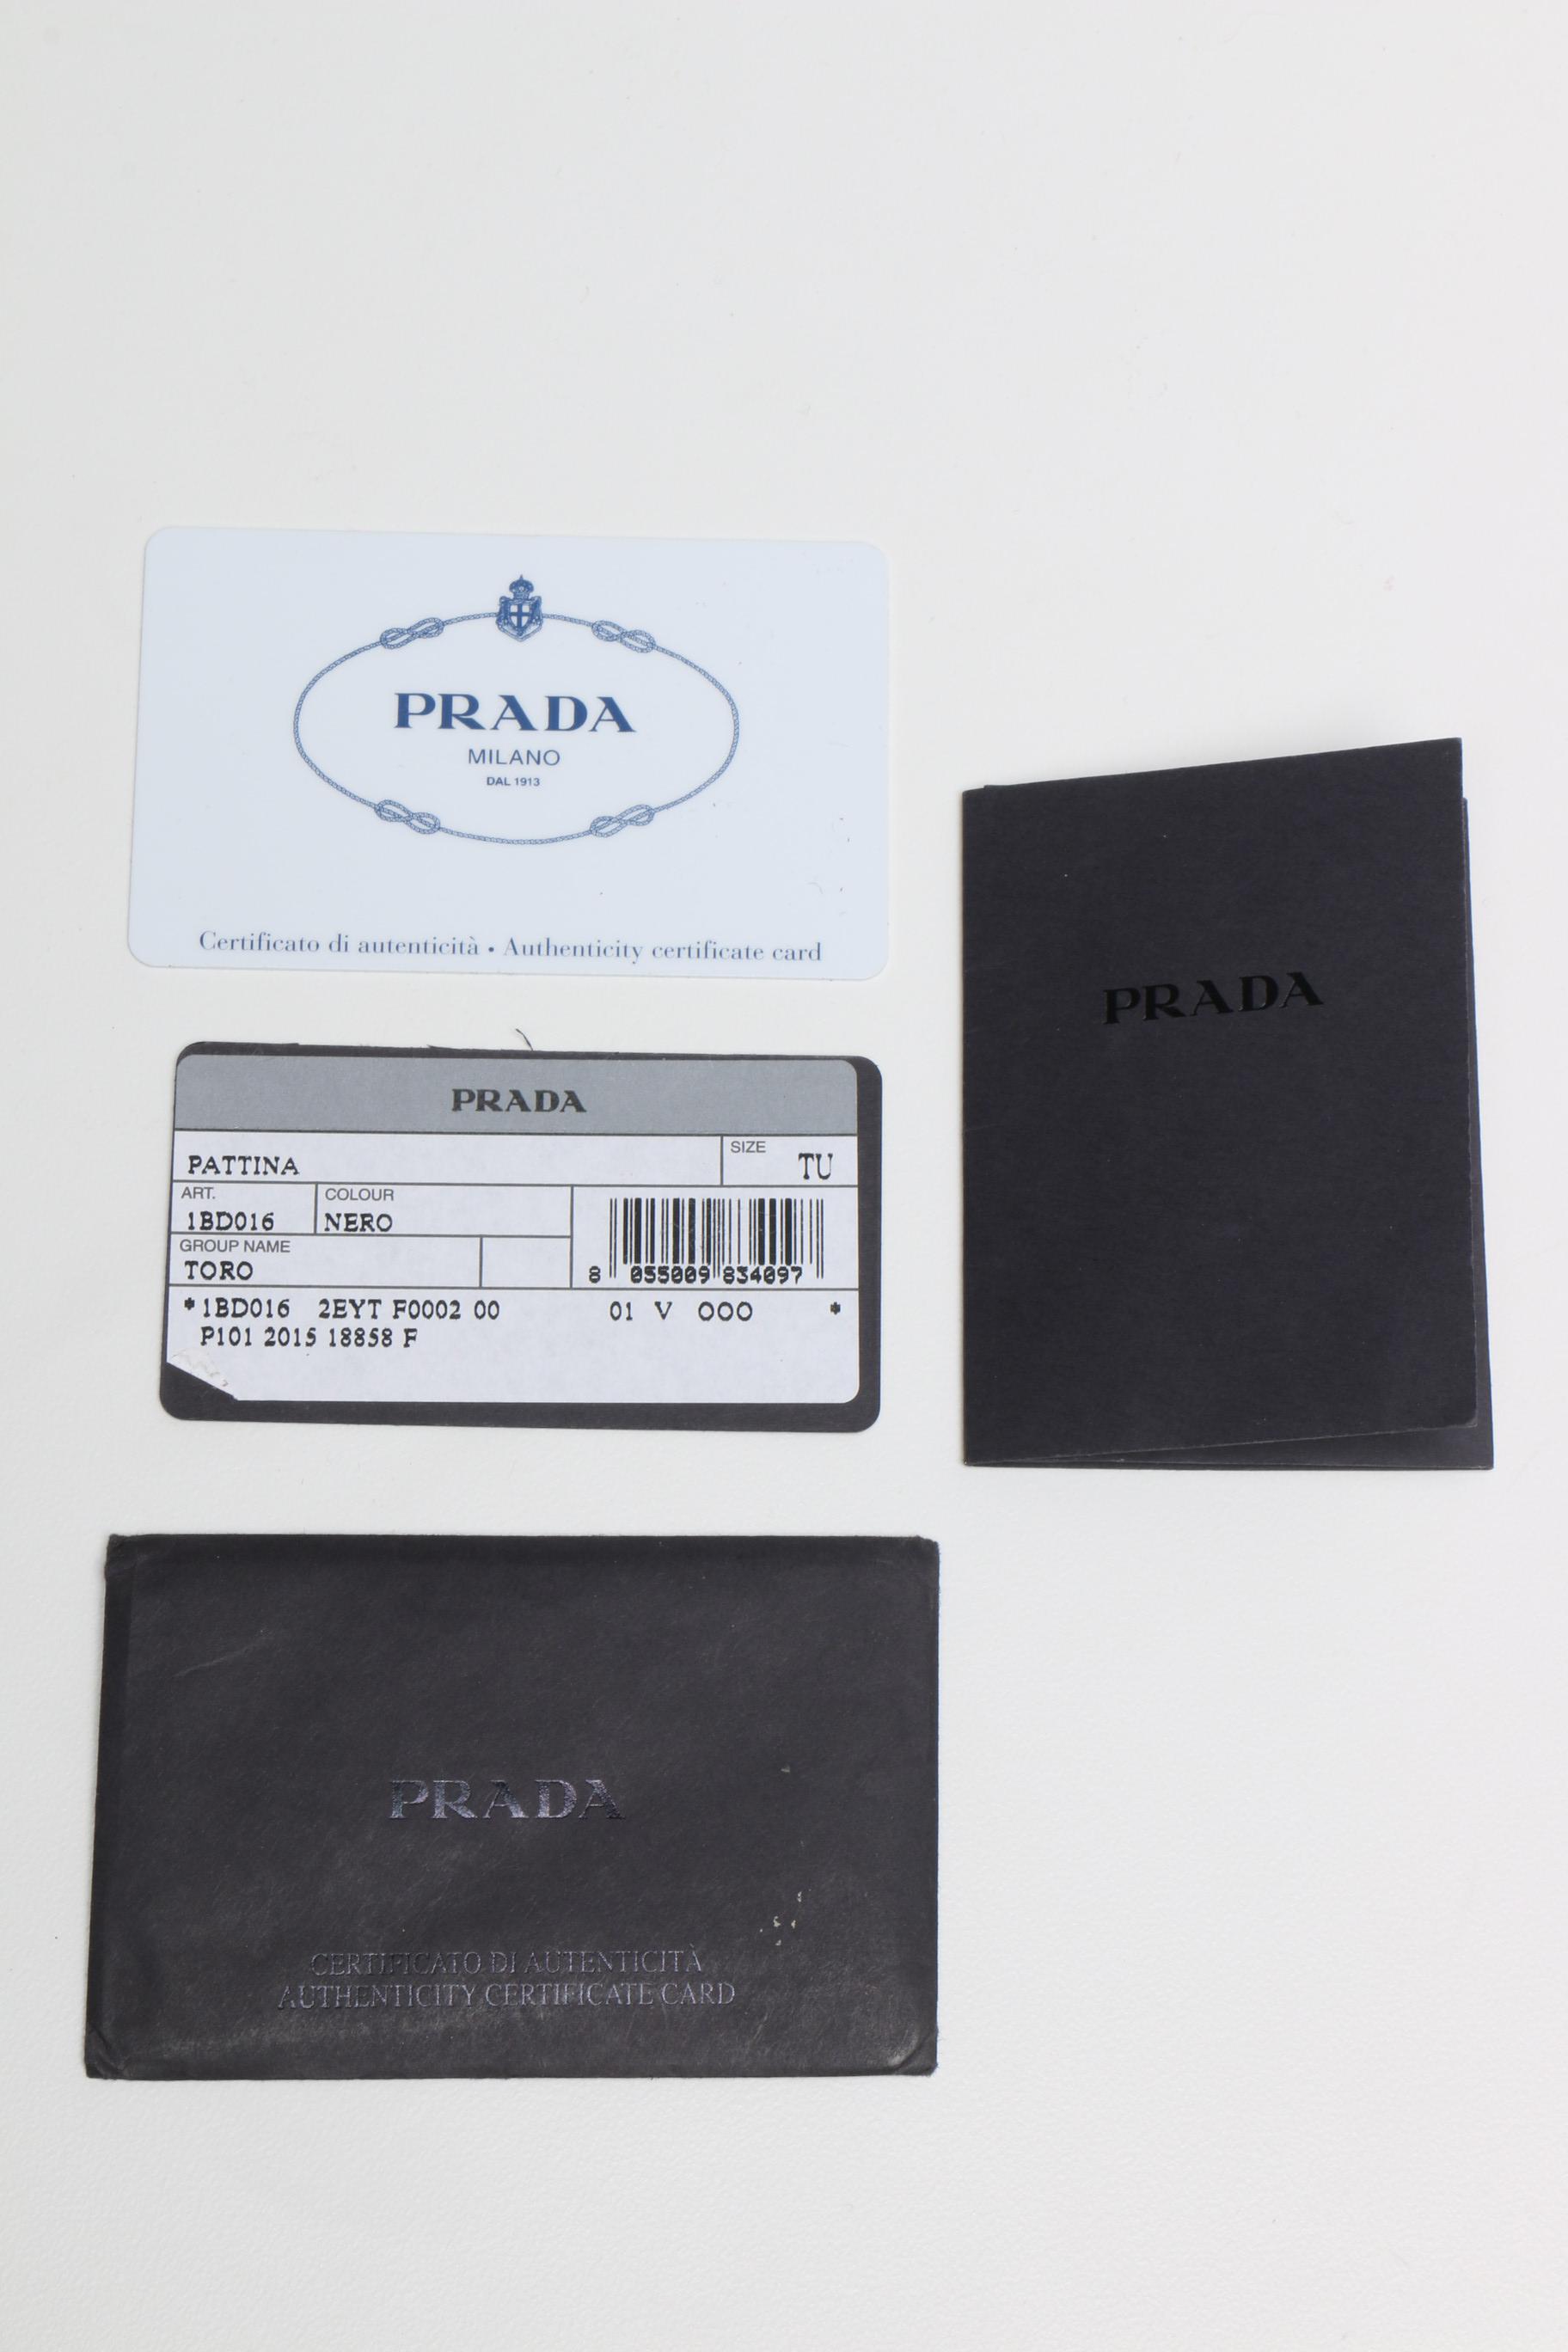 PRADA
MILANO
DAL 1913
Certificato di autenticità • Authenticity certificate card
PRADA
PRADA
PATTINA
SIZE
TU
ART.
1BD016
COLOUR
NERO
GROUP NAME
TORO
8 055009 834097
*1BD016 2EYT F0002 00 01 V OOO *
P101 2015 18858 F
PRADA
CERTIFICATO DI AUTENTICITÀ
AUTHENTICITY CERTIFICATE CARD